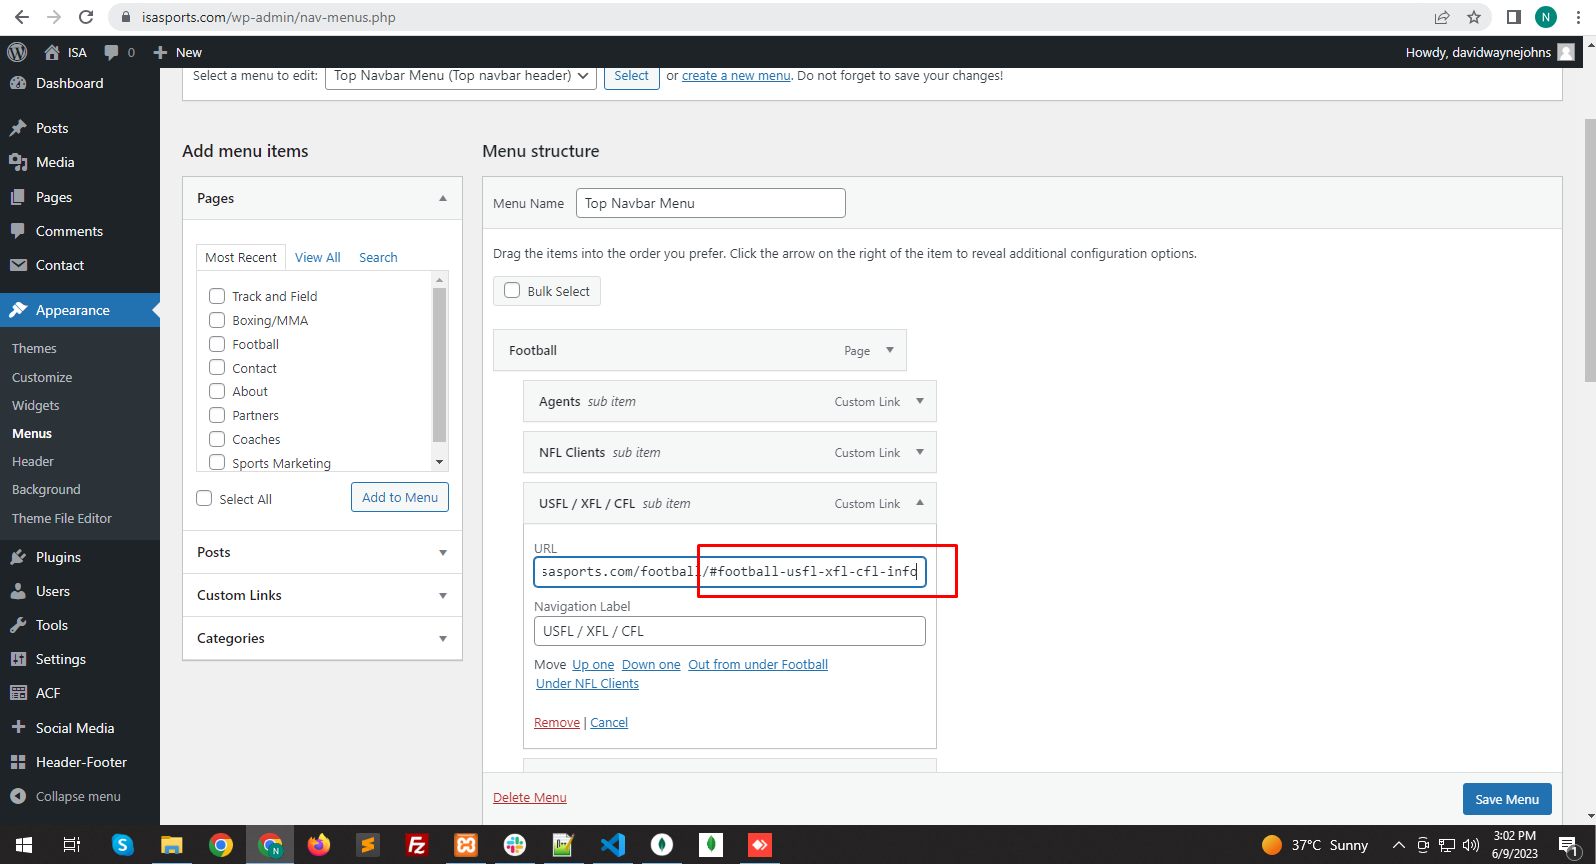 isasports.com/wp-admin/nav-menus.php
N
ISA
0
New
Howdy, davidwaynejohns
Dashboard
Posts
Media
Pages
Comments
Contact
Appearance
Themes
Customize
Widgets
Menus
Header
Background
Theme File Editor
Plugins
Users
Tools
Settings
ACF
Social Media
Header-Footer
Collapse menu
Select a menu to edit: Top Navbar Menu (Top navbar header) Select or create a new menu. Do not forget to save your changes!
Add menu items
Pages
Most Recent View All Search
Track and Field
Boxing/MMA
Football
Contact
About
Partners
Coaches
Sports Marketing
Select All Add to Menu
Posts
Custom Links
Categories
Menu structure
Menu Name Top Navbar Menu
Drag the items into the order you prefer. Click the arrow on the right of the item to reveal additional configuration options.
Bulk Select
Football Page
Agents sub item Custom Link
NFL Clients sub item Custom Link
USFL / XFL / CFL sub item Custom Link
URL
sasports.com/football/#football-usfl-xfl-cfl-info
Navigation Label
USFL / XFL / CFL
Move Up one Down one Out from under Football
Under NFL Clients
Remove | Cancel
Delete Menu
Save Menu
37°C Sunny
3:02 PM
6/9/2023
1